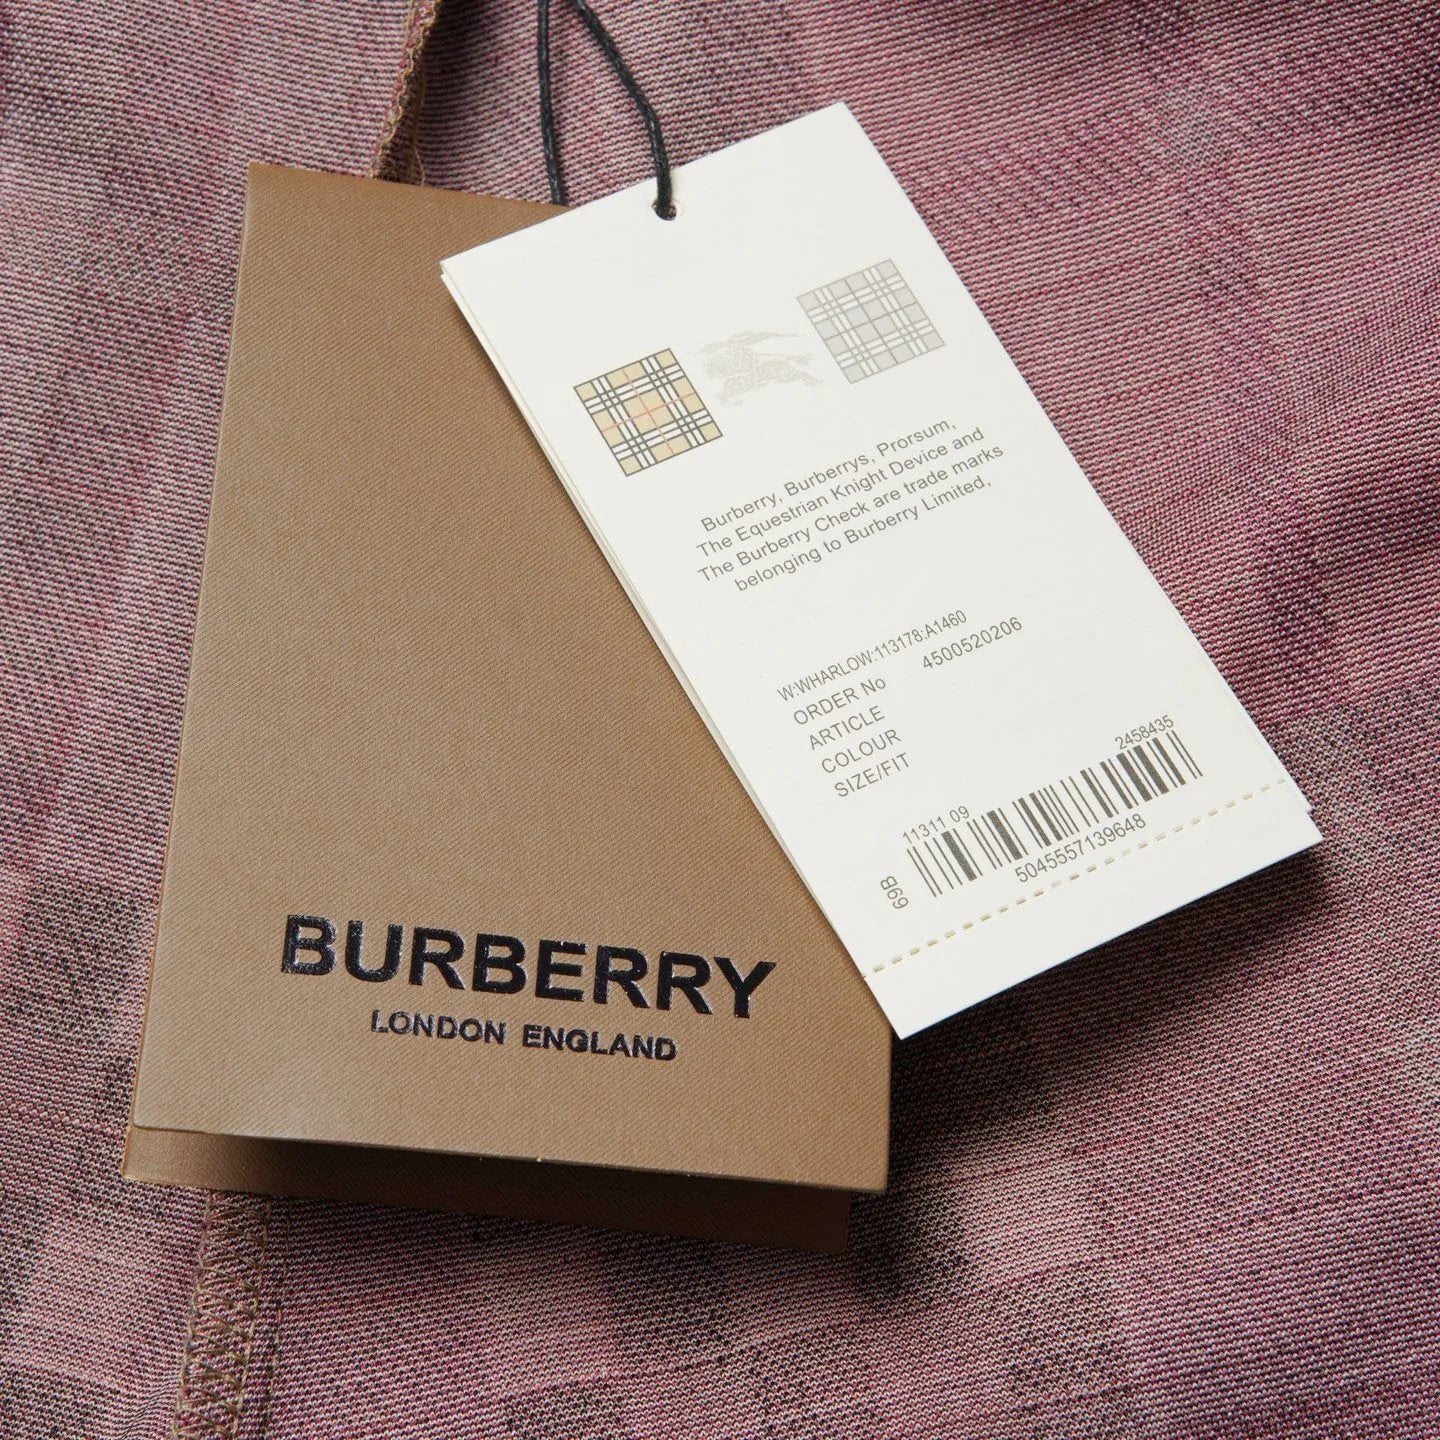 BURBERRY
LONDON ENGLAND
Burberry, Burberrys, Prorsum,
The Equestrian Knight Device and
The Burberry Check are trade marks
belonging to Burberry Limited,
W:WHARLOW:113178:A1460
ORDER No 4500520206
ARTICLE
COLOUR
SIZE/FIT
2458435
11311 09
69B
5045557139648